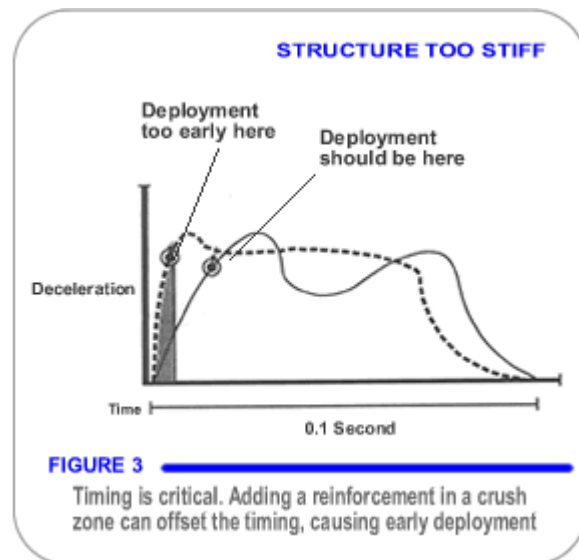 STRUCTURE TOO STIFF
Deployment
too early here
Deployment
should be here
Deceleration
Time
0.1 Second
FIGURE 3
Timing is critical. Adding a reinforcement in a crush
zone can offset the timing, causing early deployment